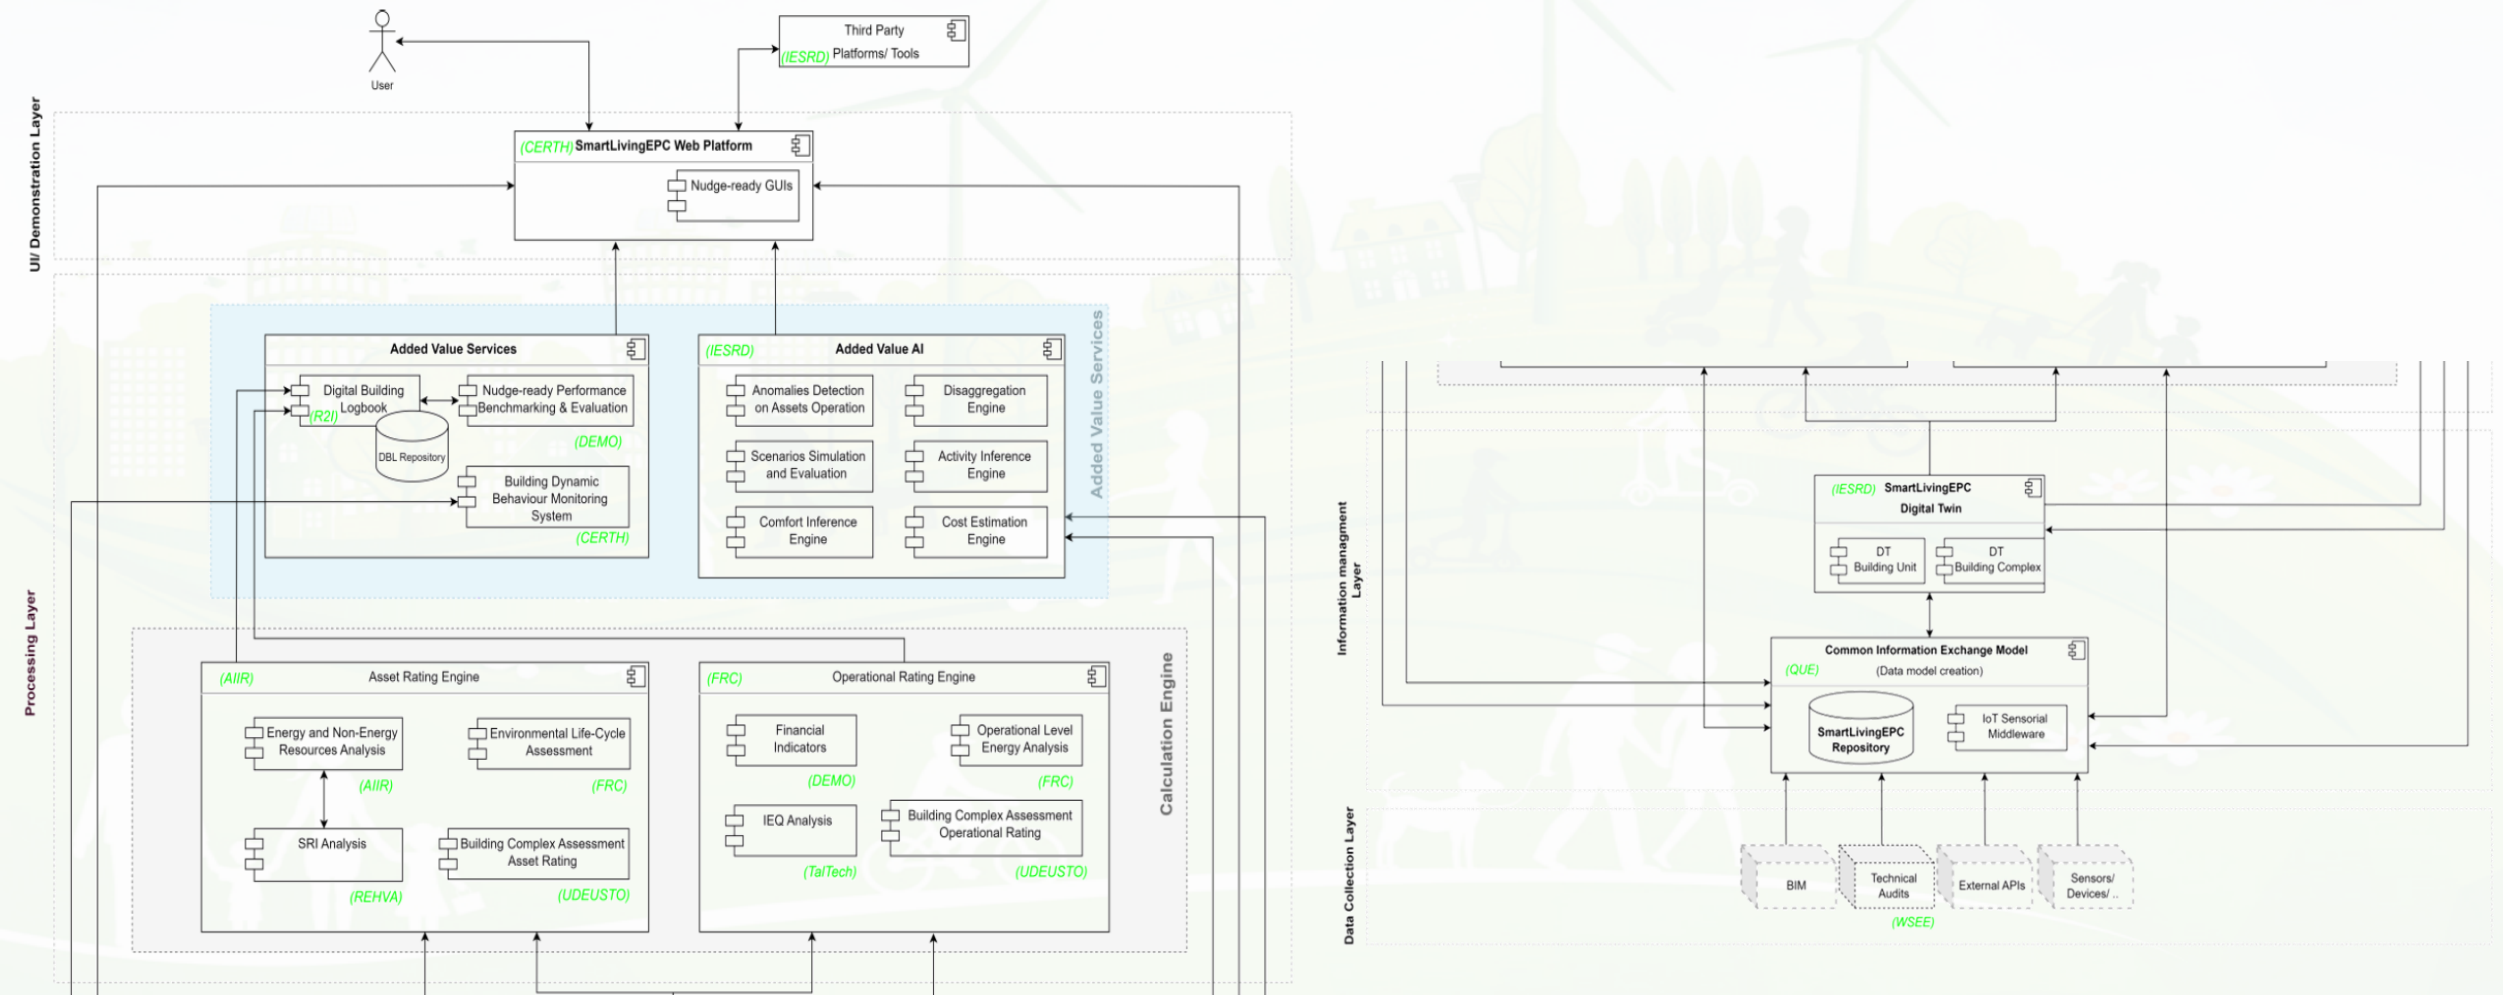 User
Third Party
(IESRD) Platforms/ Tools
UI/ Demonstration Layer
(CERTH) SmartLivingEPC Web Platform
Nudge-ready GUIs
Processing Layer
Added Value Services
Added Value Services
Digital Building
Logbook
(R2I)
DBL Repository
Nudge-ready Performance
Benchmarking & Evaluation
(DEMO)
Building Dynamic
Behaviour Monitoring
System
(CERTH)
(IESRD) Added Value AI
Anomalies Detection
on Assets Operation
Disaggregation
Engine
Scenarios Simulation
and Evaluation
Activity Inference
Engine
Comfort Inference
Engine
Cost Estimation
Engine
Calculation Engine
(AIIR) Asset Rating Engine
Energy and Non-Energy
Resources Analysis
(AIIR)
Environmental Life-Cycle
Assessment
(FRC)
SRI Analysis
(REHVA)
Building Complex Assessment
Asset Rating
(UDEUSTO)
(FRC) Operational Rating Engine
Financial
Indicators
(DEMO)
Operational Level
Energy Analysis
(FRC)
IEQ Analysis
(TalTech)
Building Complex Assessment
Operational Rating
(UDEUSTO)
Information managment
Layer
(IESRD) SmartLivingEPC
Digital Twin
DT
Building Unit
DT
Building Complex
Common Information Exchange Model
(QUE) (Data model creation)
SmartLivingEPC
Repository
IoT Sensorial
Middleware
Data Collection Layer
BIM
Technical
Audits
(WSEE)
External APIs
Sensors/
Devices/ ..